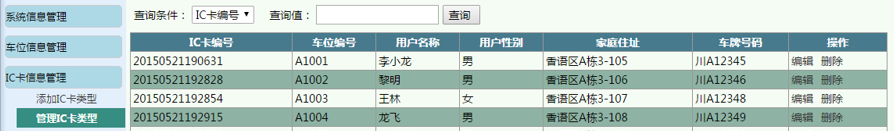 系统信息管理
车位信息管理
IC卡信息管理
添加IC卡类型
管理IC卡类型
查询条件： IC卡编号 查询值： 查询
IC卡编号 车位编号 用户名称 用户性别 家庭住址 车牌号码 操作
20150521190631 A1001 李小龙 男 香语区A栋3-105 川A12345 编辑 删除
20150521192828 A1002 黎明 男 香语区A栋3-106 川A12346 编辑 删除
20150521192854 A1003 王林 女 香语区A栋3-107 川A12348 编辑 删除
20150521192915 A1004 龙飞 男 香语区A栋3-108 川A12349 编辑 删除